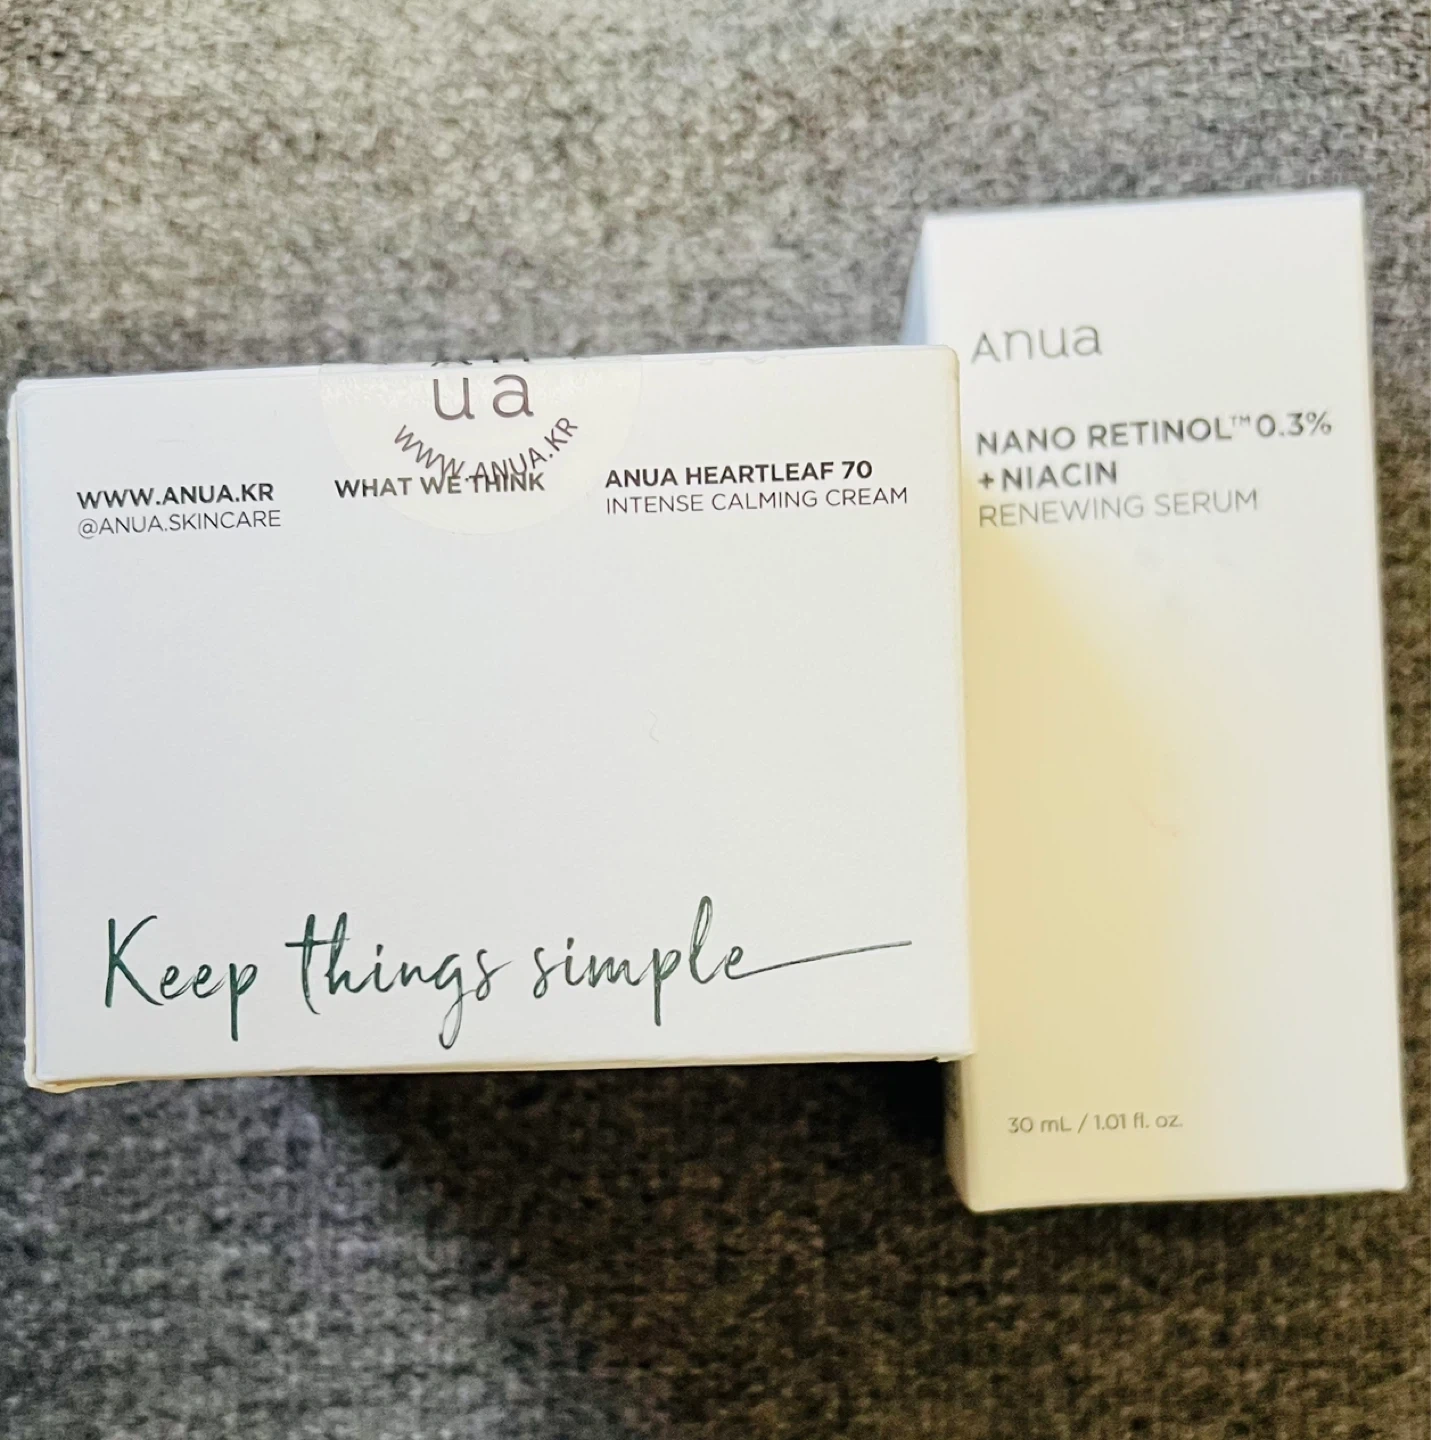 ua
WWW.ANUA.KR
WWW.ANUA.KR
@ANUA.SKINCARE
WHAT WE THINK
ANUA HEARTLEAF 70
INTENSE CALMING CREAM
Keep things simple
Anua
NANO RETINOL™ 0.3%
+NIACIN
RENEWING SERUM
30 mL / 1.01 fl. oz.